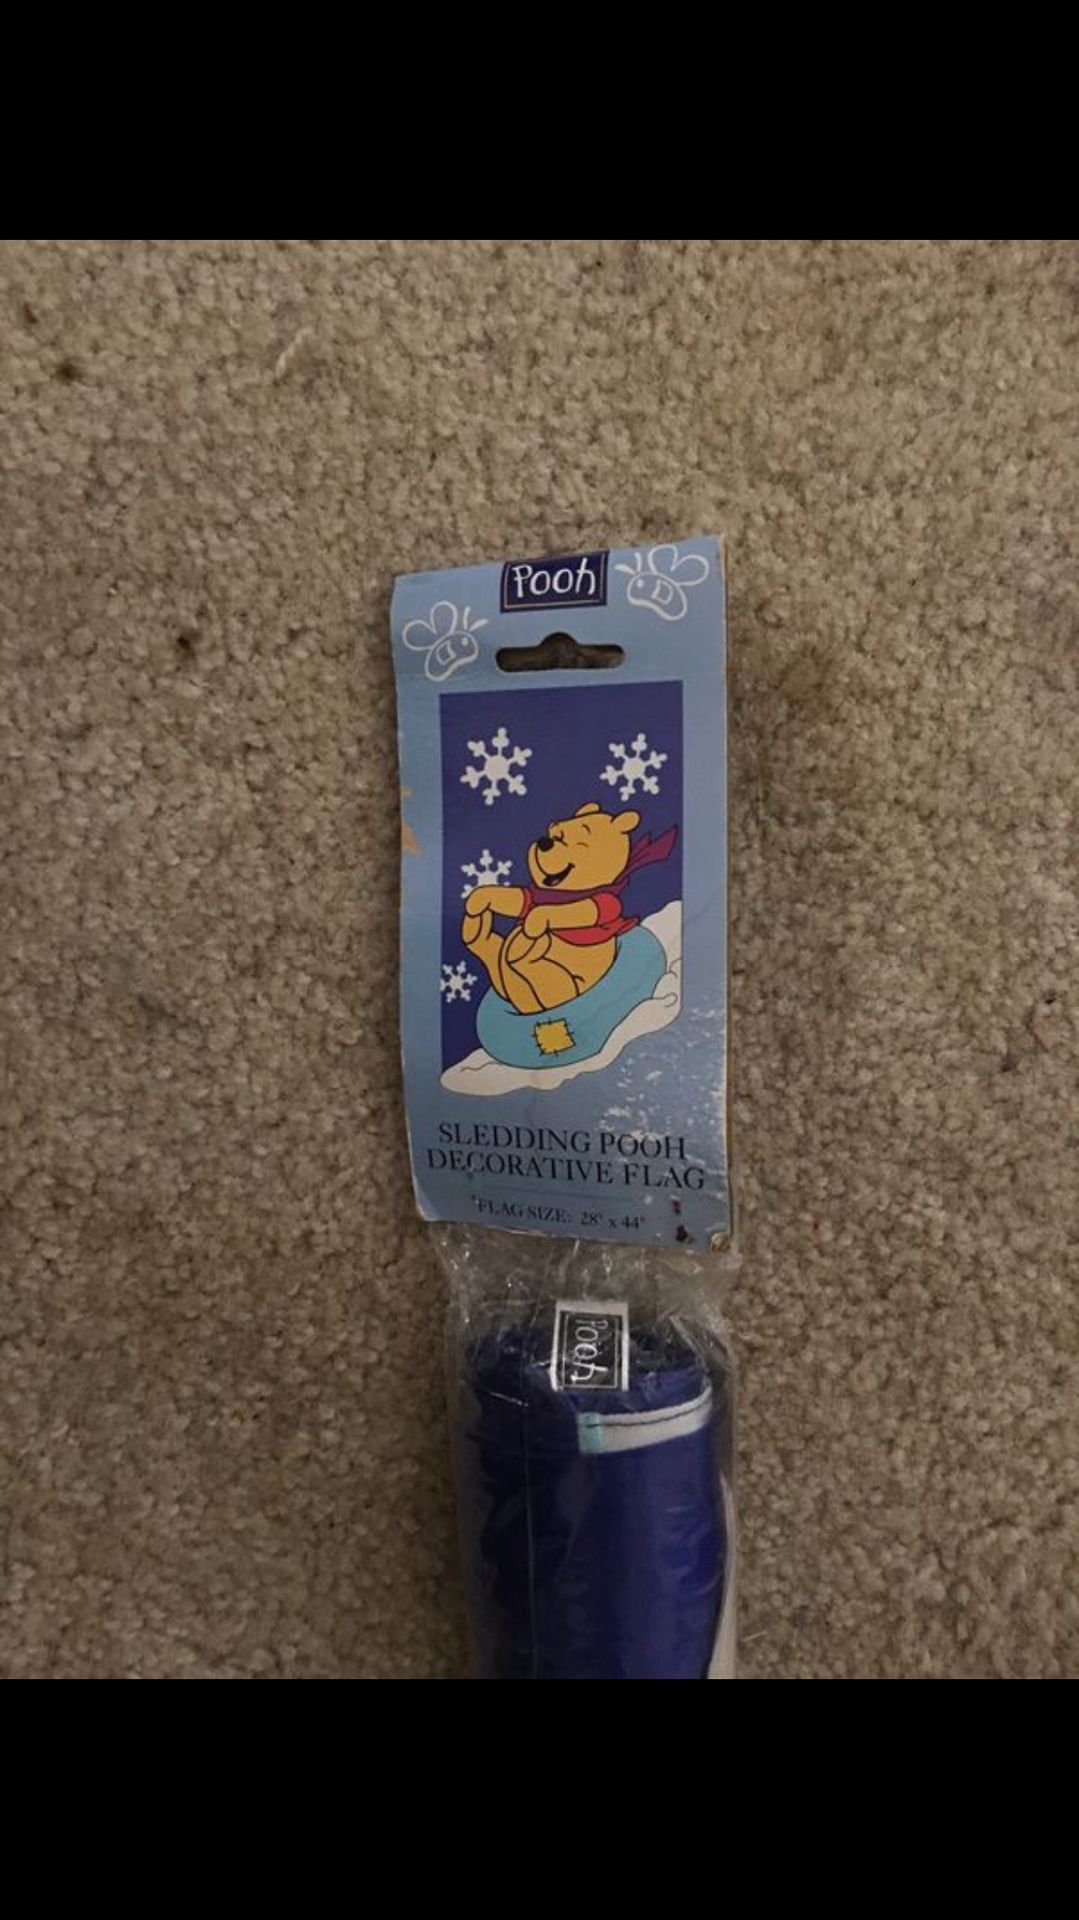 Pooh
SLEDDING POOH
DECORATIVE FLAG
*FLAG SIZE: 28" x 44"
Pooh